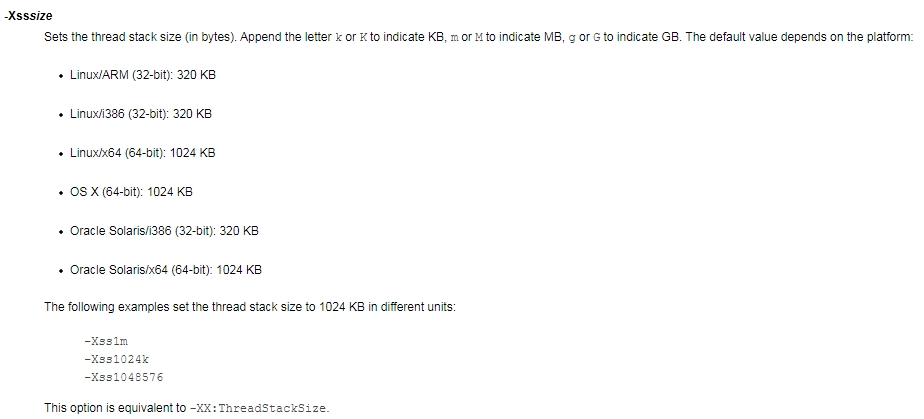 -Xsssize
Sets the thread stack size (in bytes). Append the letter k or K to indicate KB, m or M to indicate MB, g or G to indicate GB. The default value depends on the platform:
• Linux/ARM (32-bit): 320 KB
• Linux/i386 (32-bit): 320 KB
• Linux/x64 (64-bit): 1024 KB
• OS X (64-bit): 1024 KB
• Oracle Solaris/i386 (32-bit): 320 KB
• Oracle Solaris/x64 (64-bit): 1024 KB
The following examples set the thread stack size to 1024 KB in different units:
-Xss1m
-Xss1024k
-Xss1048576
This option is equivalent to -XX:ThreadStackSize.